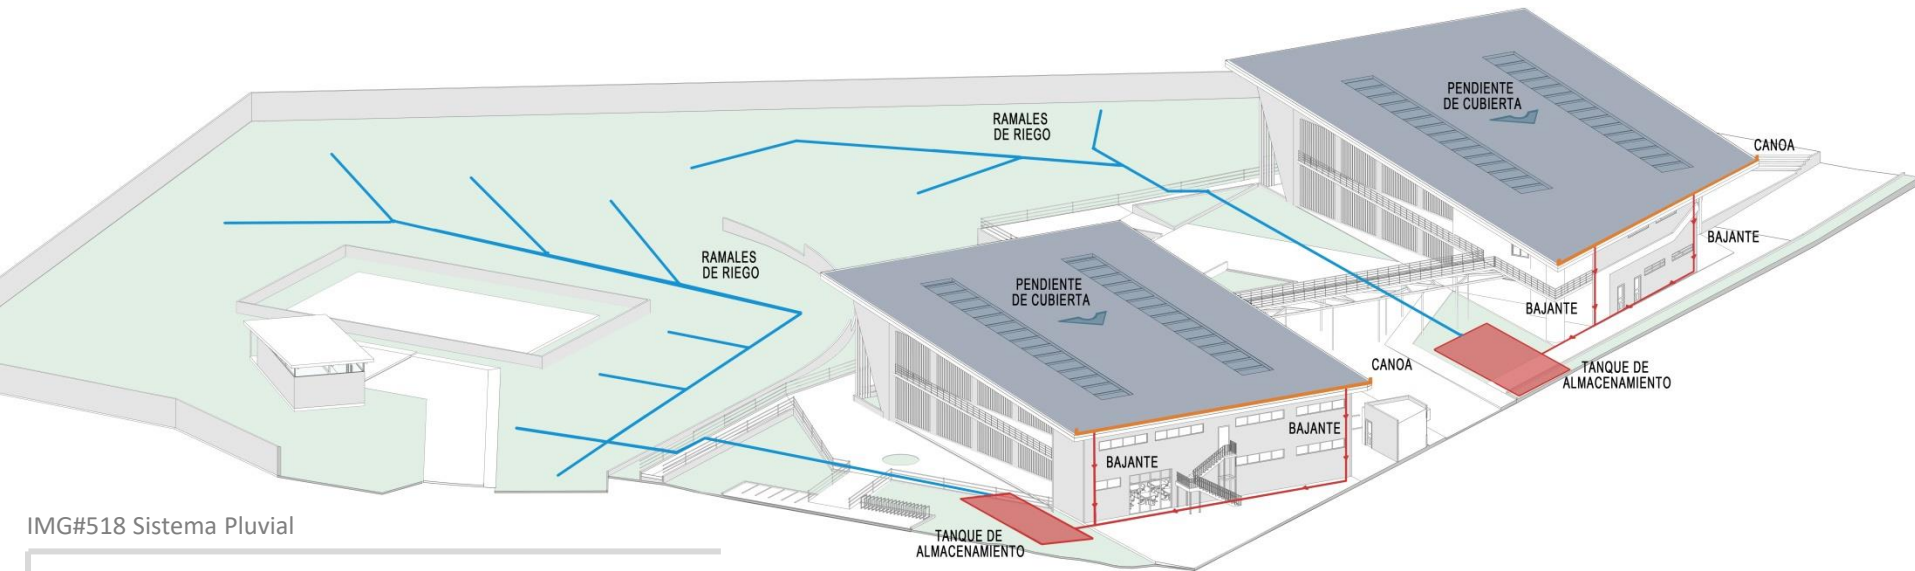 PENDIENTE
DE CUBIERTA
RAMALES
DE RIEGO
CANOA
BAJANTE
RAMALES
DE RIEGO
PENDIENTE
DE CUBIERTA
BAJANTE
CANOA
TANQUE DE
ALMACENAMIENTO
BAJANTE
BAJANTE
IMG#518 Sistema Pluvial
TANQUE DE
ALMACENAMIENTO